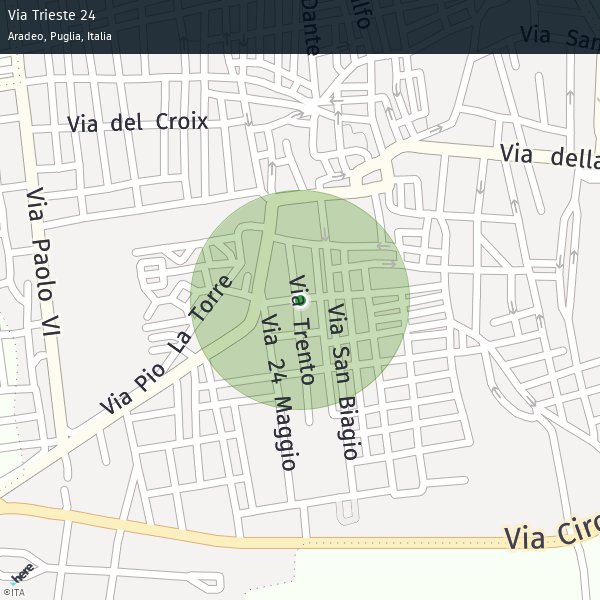 Via Trieste 24
Aradeo, Puglia, Italia
Dante
Via San
Via del Croix
Via della
Via Paolo VI
Via Pio La Torre
Via Trento
Via San Biagio
Via 24 Maggio
Via Circ
here
©ITA